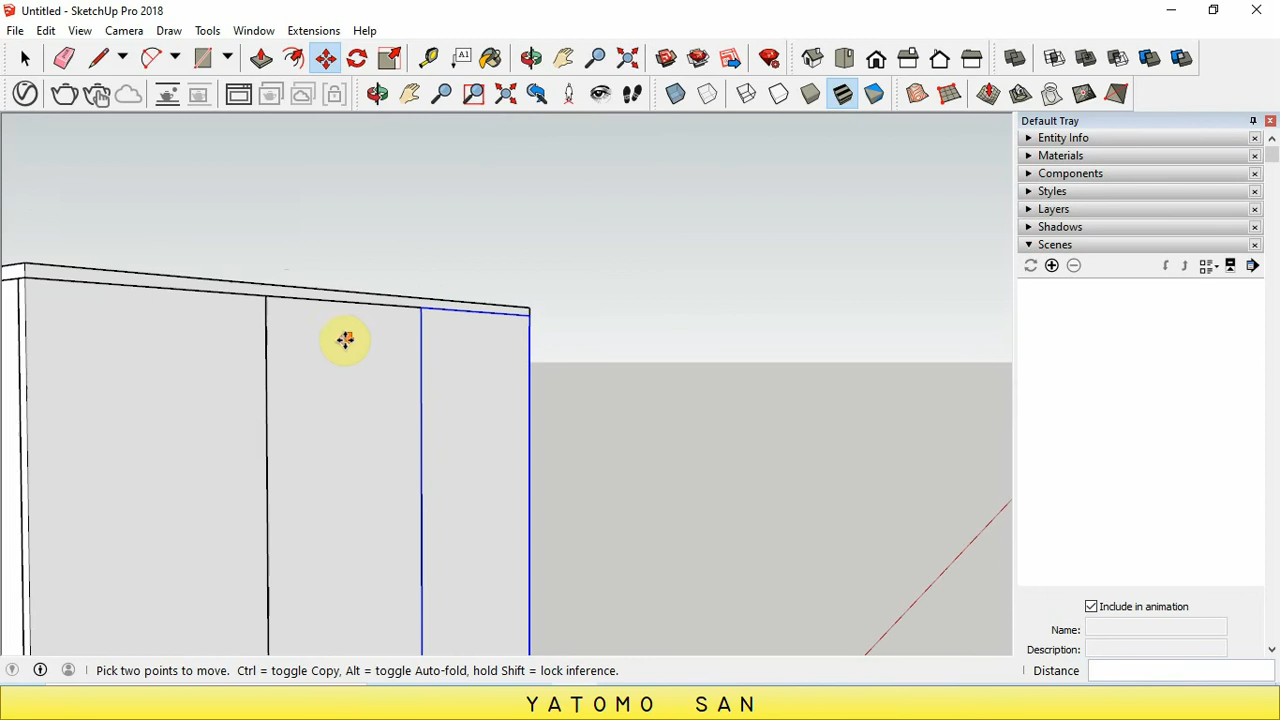 Untitled - SketchUp Pro 2018
File Edit View Camera Draw Tools Window Extensions Help
A1
Default Tray
Entity Info
Materials
Components
Styles
Layers
Shadows
Scenes
Include in animation
Name:
Description:
Pick two points to move. Ctrl = toggle Copy, Alt = toggle Auto-fold, hold Shift = lock inference.
Distance
YATOMO SAN